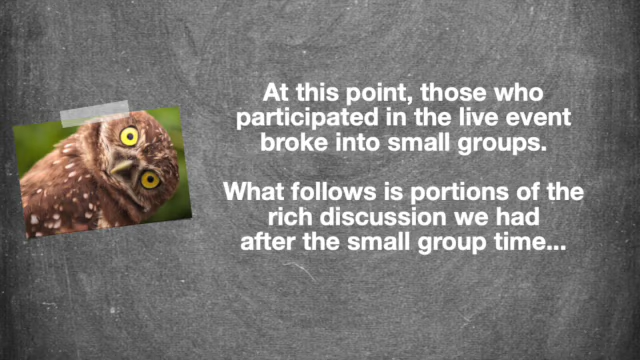 At this point, those who
participated in the live event
broke into small groups.
What follows is portions of the
rich discussion we had
after the small group time...